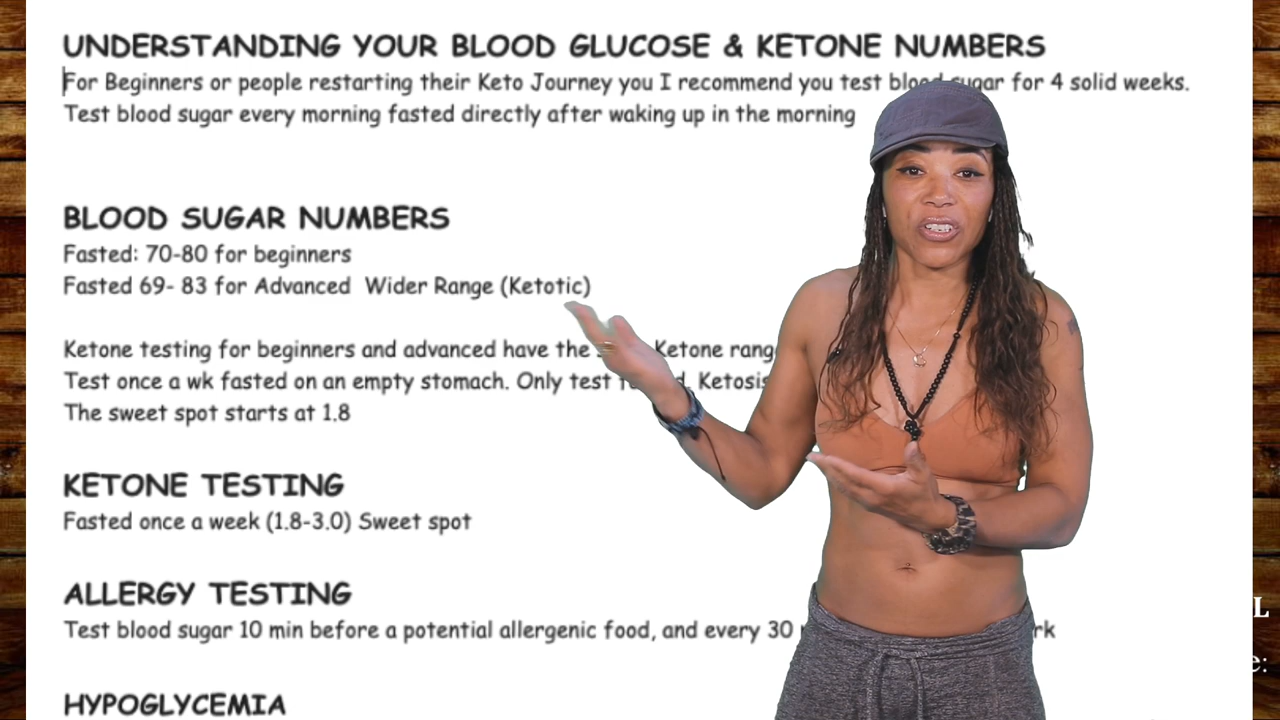 UNDERSTANDING YOUR BLOOD GLUCOSE & KETONE NUMBERS
For Beginners or people restarting their Keto Journey you I recommend you test blood sugar for 4 solid weeks.
Test blood sugar every morning fasted directly after waking up in the morning
BLOOD SUGAR NUMBERS
Fasted: 70-80 for beginners
Fasted 69- 83 for Advanced  Wider Range (Ketotic)
Ketone testing for beginners and advanced have the Ketone
Test once a wk fasted on an empty stomach. Only test Ketosis
The sweet spot starts at 1.8
KETONE TESTING
Fasted once a week (1.8-3.0) Sweet spot
ALLERGY TESTING
Test blood sugar 10 min before a potential allergenic food, and every 30
HYPOGLYCEMIA